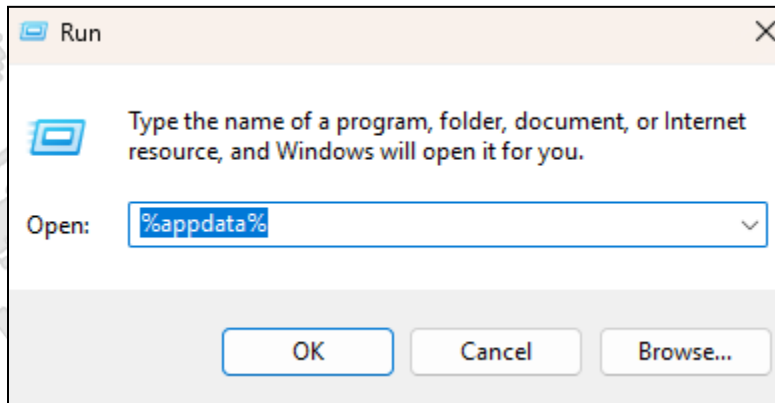 Run
Type the name of a program, folder, document, or Internet
resource, and Windows will open it for you.
Open: %appdata%
OK Cancel Browse...